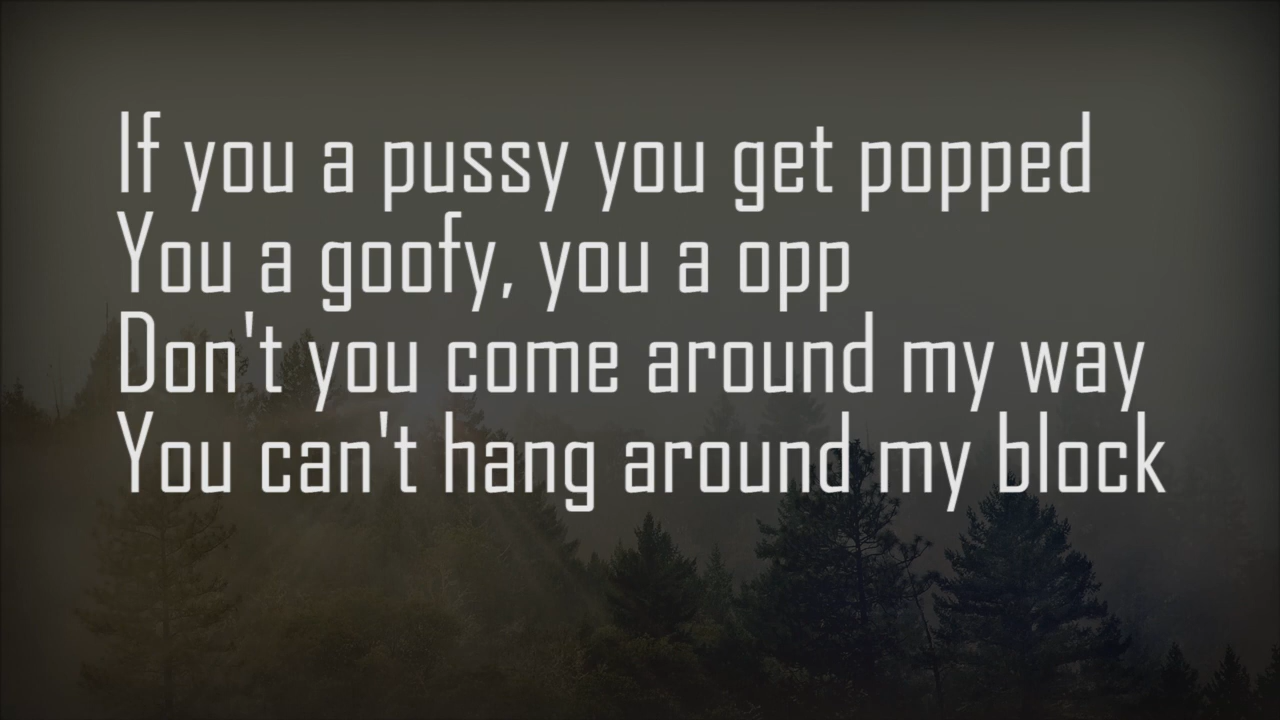 If you a pussy you get popped
You a goofy, you a opp
Don't you come around my way
You can't hang around my block